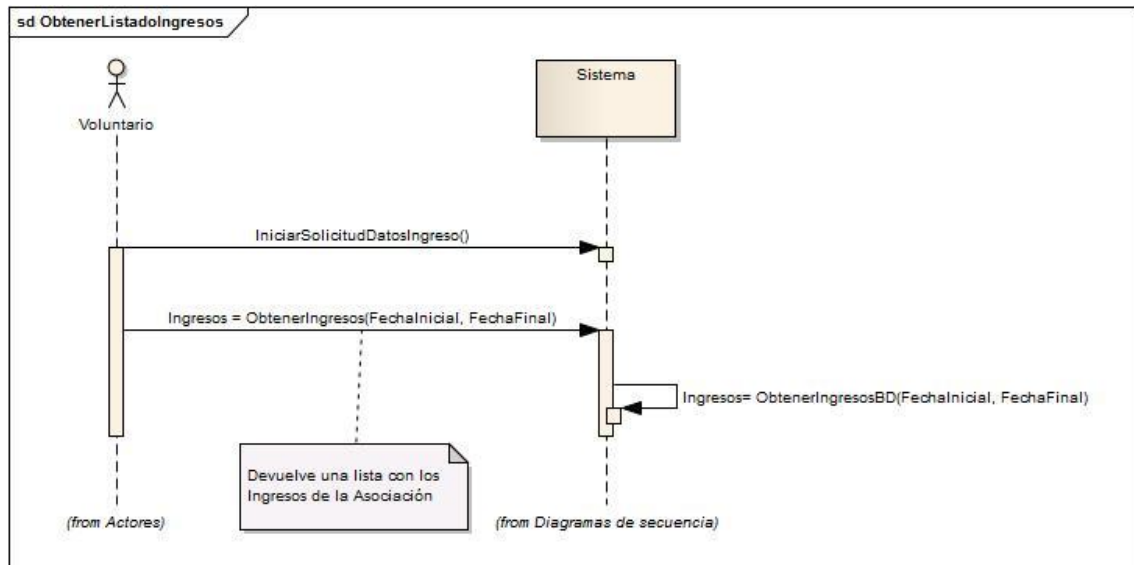 sd ObtenerListadoIngresos
Voluntario
Sistema
IniciarSolicitudDatosIngreso()
Ingresos = ObtenerIngresos(FechaInicial, FechaFinal)
Ingresos= ObtenerIngresosBD(FechaInicial, FechaFinal)
Devuelve una lista con los
Ingresos de la Asociación
(from Actores)
(from Diagramas de secuencia)